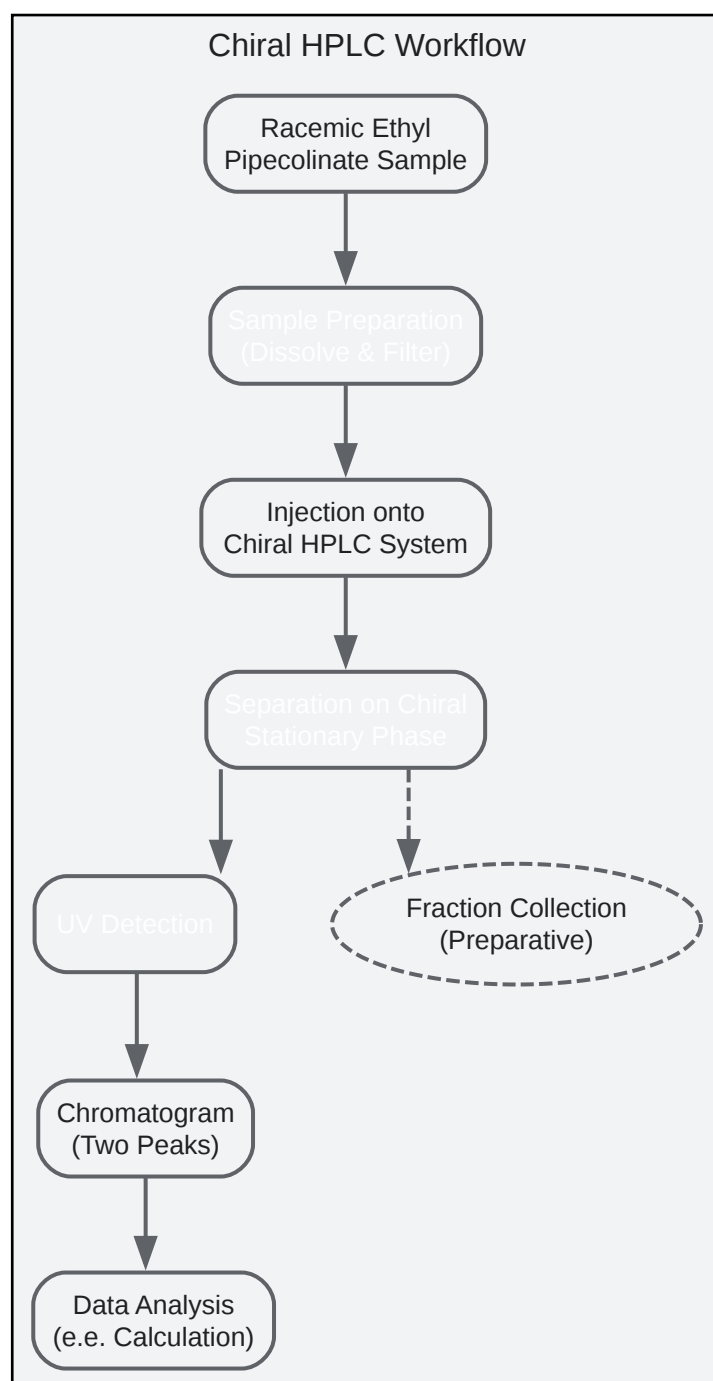 Chiral HPLC Workflow
Racemic Ethyl
Pipecolinate Sample
Sample Preparation
(Dissolve & Filter)
Injection onto
Chiral HPLC System
Separation on Chiral
Stationary Phase
UV Detection
Fraction Collection
(Preparative)
Chromatogram
(Two Peaks)
Data Analysis
(e.e. Calculation)